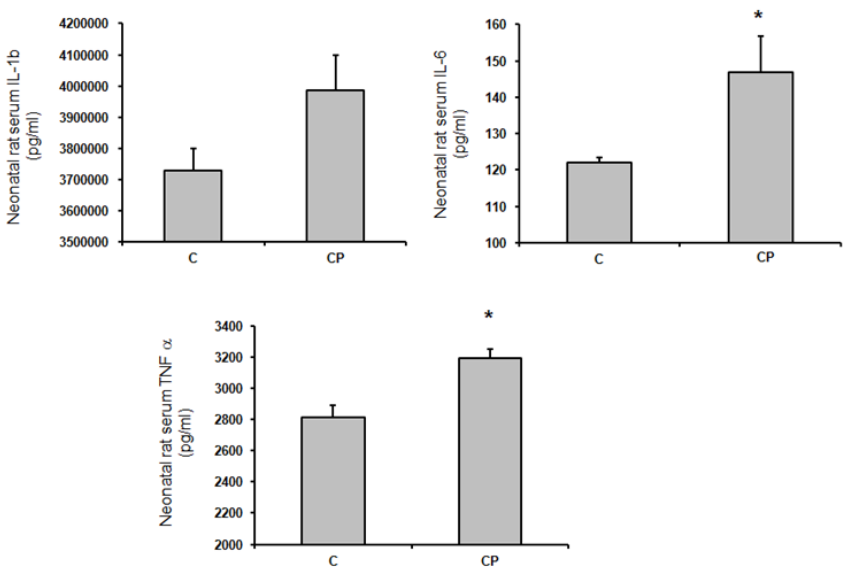 Neonatal rat serum IL-1b
(pg/ml)
4200000
4100000
4000000
3900000
3800000
3700000
3600000
3500000
C CP
Neonatal rat serum IL-6
(pg/ml)
160
150
140
130
120
110
100
*
C CP
Neonatal rat serum TNF α
(pg/ml)
3400
3200
3000
2800
2600
2400
2200
2000
*
C CP